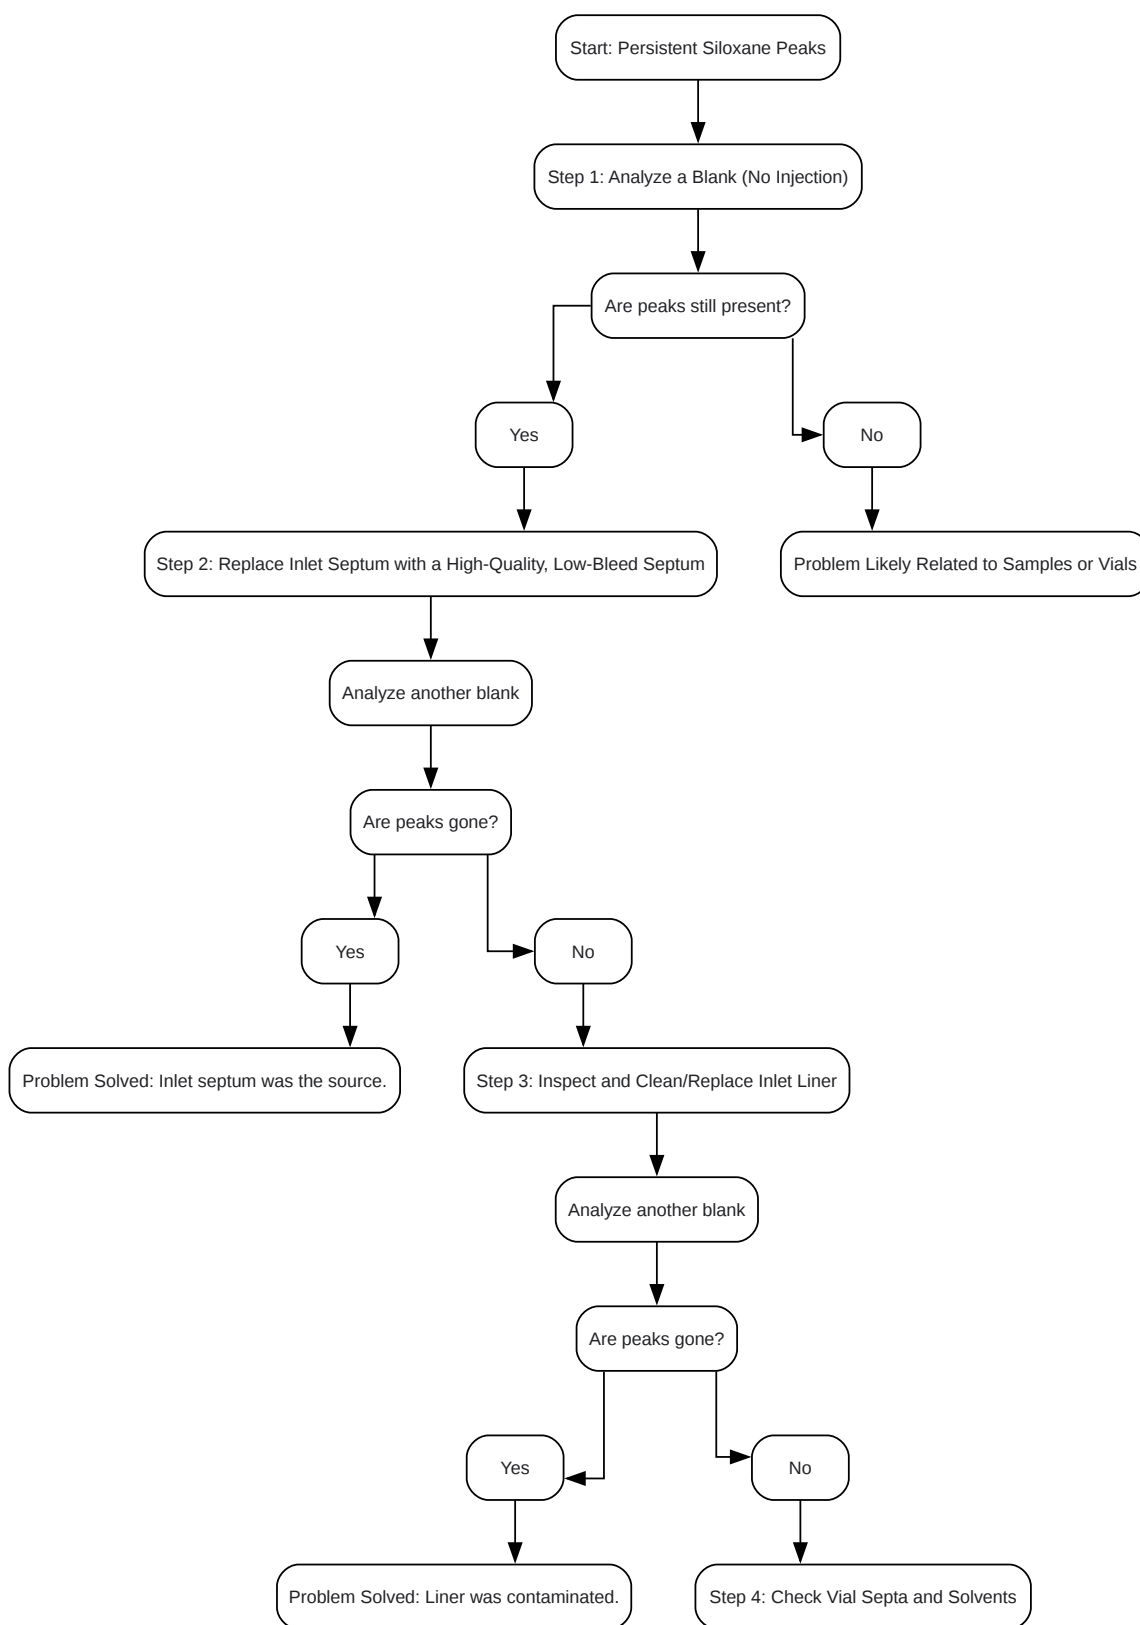 Start: Persistent Siloxane Peaks
Step 1: Analyze a Blank (No Injection)
Are peaks still present?
Yes
No
Step 2: Replace Inlet Septum with a High-Quality, Low-Bleed Septum
Problem Likely Related to Samples or Vials
Analyze another blank
Are peaks gone?
Yes
No
Problem Solved: Inlet septum was the source.
Step 3: Inspect and Clean/Replace Inlet Liner
Analyze another blank
Are peaks gone?
Yes
No
Problem Solved: Liner was contaminated.
Step 4: Check Vial Septa and Solvents